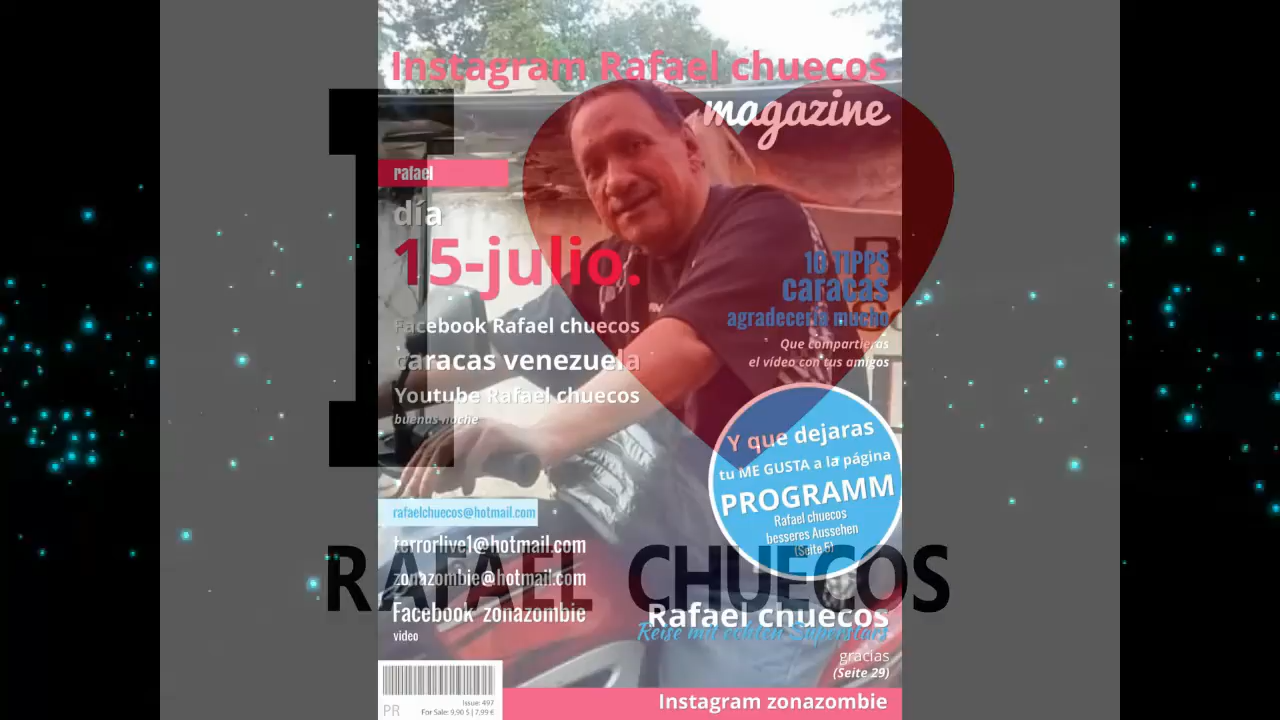 Instagram Rafael chuecos
magazine
rafael
día
15-julio.
Facebook Rafael chuecos
caracas venezuela
Youtube Rafael chuecos
buenas noche
10 TIPPS
caracas
agradecería mucho
Que compartieras
el vídeo con tus amigos
Y que dejaras
tu ME GUSTA a la página
PROGRAMM
Rafael chuecos
besseres Aussehen
(Seite 5)
rafaelchuecos@hotmail.com
terrorlive1@hotmail.com
zonazombie@hotmail.com
Facebook zonazombie
video
I
RAFAEL CHUECOS
Rafael chuecos
Reise mit echten Superstars
gracias
(Seite 29)
Issue: 497
PR
For Sale: 9,90 $ | 7,99 €
Instagram zonazombie